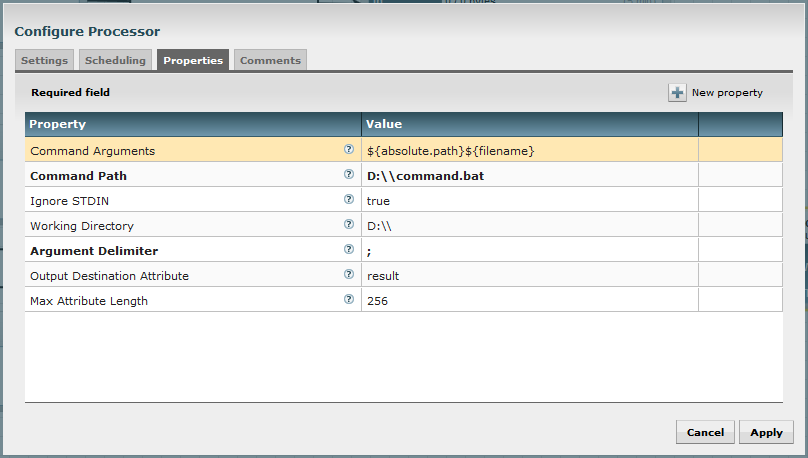 Configure Processor
Settings Scheduling Properties Comments
Required field New property
Property Value
Command Arguments ${absolute.path}${filename}
Command Path D:\\command.bat
Ignore STDIN true
Working Directory D:\\
Argument Delimiter ;
Output Destination Attribute result
Max Attribute Length 256
Cancel Apply